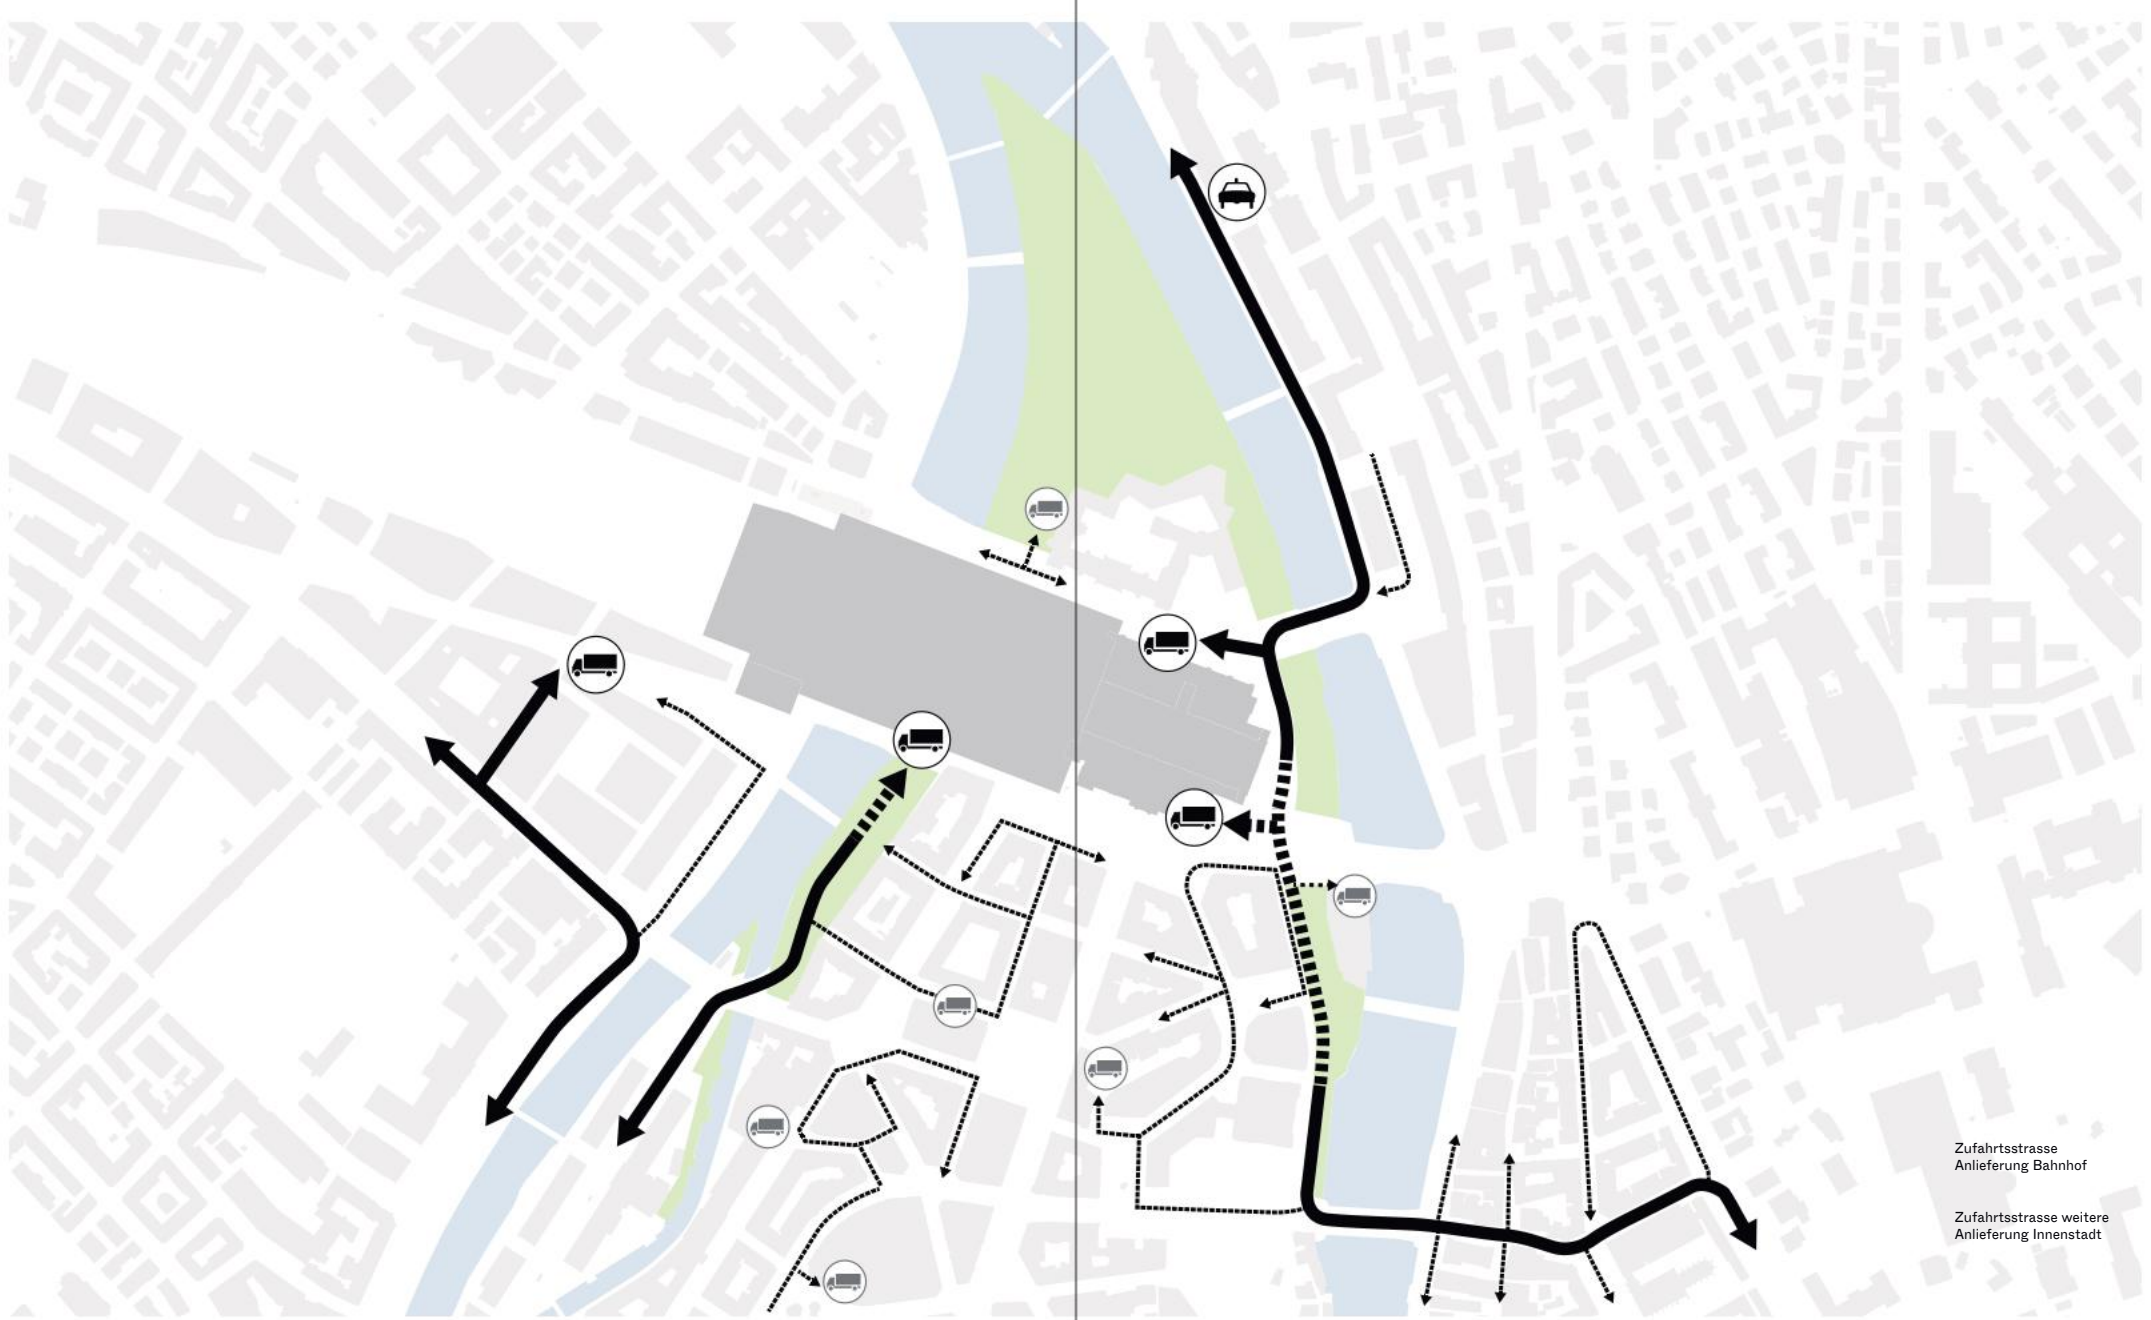 Zufahrtsstrasse
Anlieferung Bahnhof
Zufahrtsstrasse weitere
Anlieferung Innenstadt